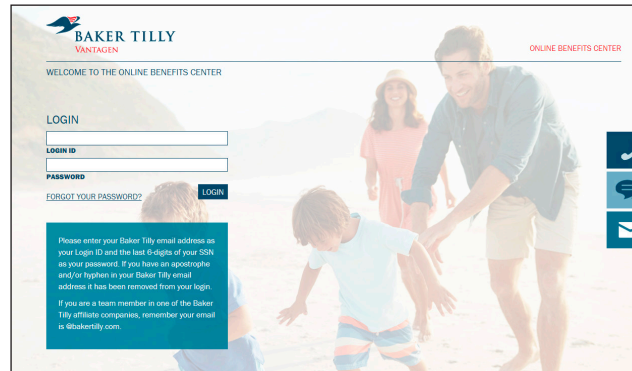 BAKER TILLY
VANTAGEN
ONLINE BENEFITS CENTER
WELCOME TO THE ONLINE BENEFITS CENTER
LOGIN
LOGIN ID
PASSWORD
FORGOT YOUR PASSWORD?
LOGIN
Please enter your Baker Tilly email address as
your Login ID and the last 6-digits of your SSN
as your password. If you have an apostrophe
and/or hyphen in your Baker Tilly email
address it has been removed from your login.
If you are a team member in one of the Baker
Tilly affiliate companies, remember your email
is @bakertilly.com.